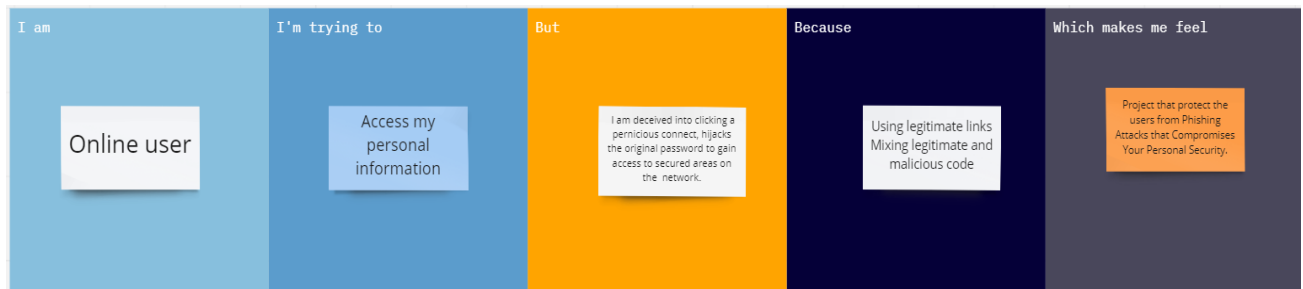 I am
Online user
I'm trying to
Access my
personal
information
But
I am deceived into clicking a
pernicious connect, hijacks
the original password to gain
access to secured areas on
the network.
Because
Using legitimate links
Mixing legitimate and
malicious code
Which makes me feel
Project that protect the
users from Phishing
Attacks that Compromises
Your Personal Security.